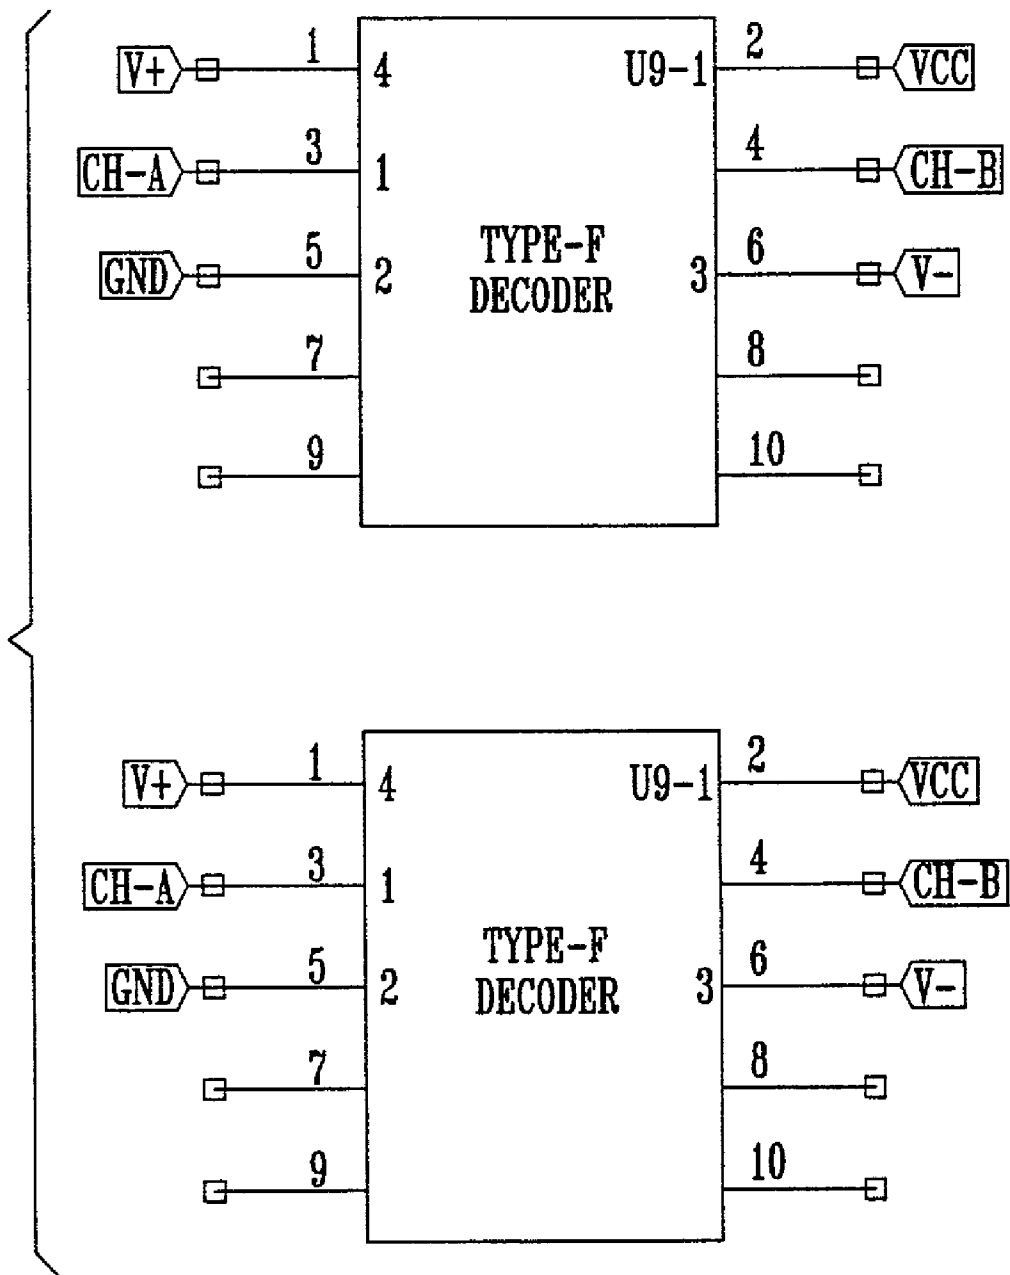 V+ 1 4 U9-1 2 VCC
CH-A 3 1 4 CH-B
GND 5 2 TYPE-F 3 6 V-
DECODER
7 8
9 10
V+ 1 4 U9-1 2 VCC
CH-A 3 1 4 CH-B
GND 5 2 TYPE-F 3 6 V-
DECODER
7 8
9 10